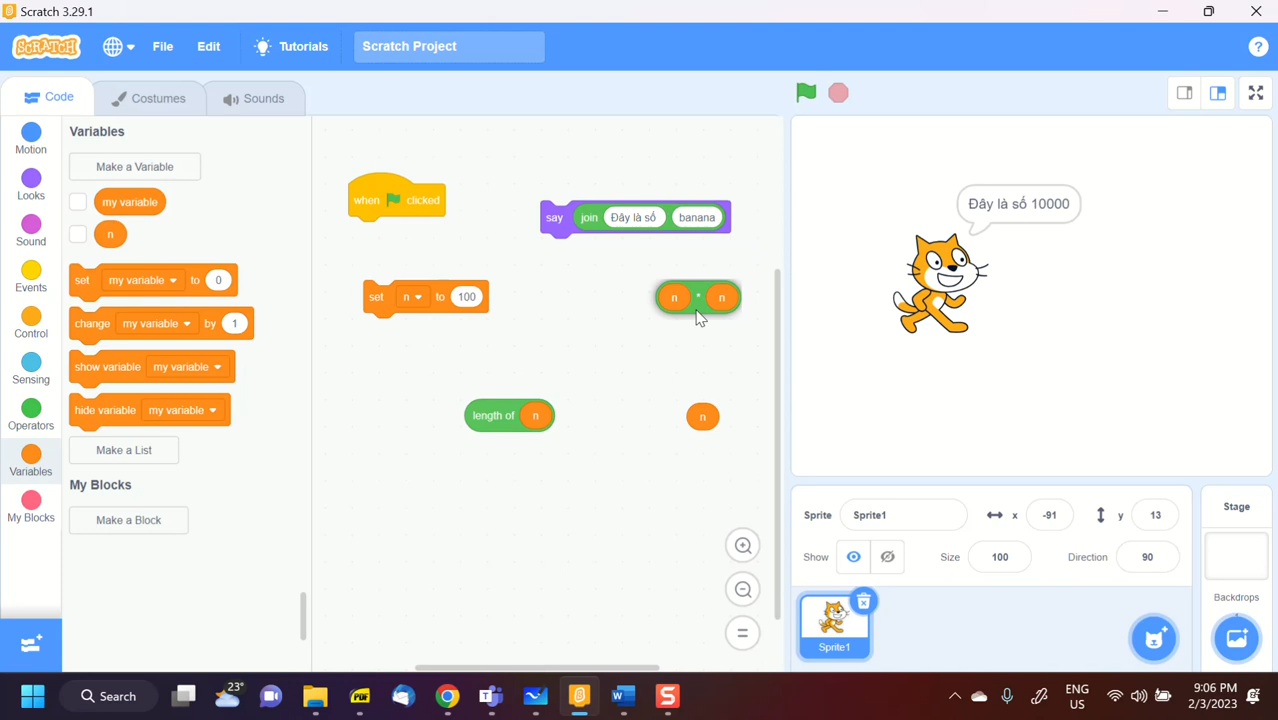 Scratch 3.29.1
SCRATCH File Edit Tutorials Scratch Project ?
Code Costumes Sounds
Motion
Looks
Sound
Events
Control
Sensing
Operators
Variables
My Blocks
Variables
Make a Variable
my variable
n
set my variable to 0
change my variable by 1
show variable my variable
hide variable my variable
Make a List
My Blocks
Make a Block
when clicked
say join Đây là số banana
set n to 100
n * n
length of n
n
Đây là số 10000
Sprite Sprite1 x -91 y 13
Show Size 100 Direction 90
Sprite1
Stage
Backdrops
1
Search
23°
PDF
ENG
US
9:06 PM
2/3/2023